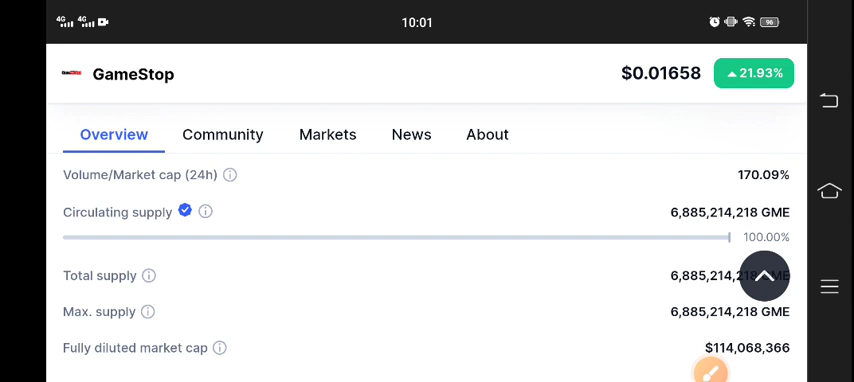 4G 4G 10:01 96
GameStop $0.01658 21.93%
Overview Community Markets News About
Volume/Market cap (24h) 170.09%
Circulating supply 6,885,214,218 GME
100.00%
Total supply 6,885,214,218 GME
Max. supply 6,885,214,218 GME
Fully diluted market cap $114,068,366